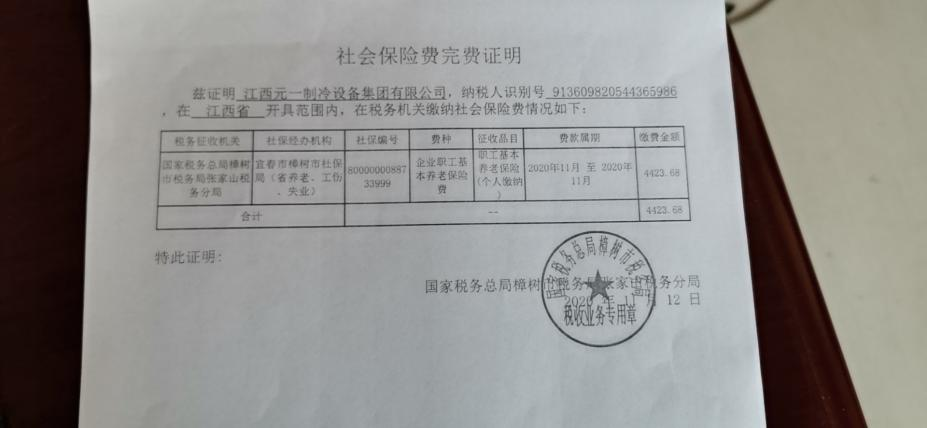 社会保险费完费证明
兹证明 江西元一制冷设备集团有限公司，纳税人识别号 913609820544365986
，在 江西省 开具范围内，在税务机关缴纳社会保险费情况如下：
税务征收机关 社保经办机构 社保编号 费种 征收品目 费款属期 缴费金额
国家税务总局樟树市税务局张家山税务分局 宜春市樟树市社保局（省养老、工伤、失业） 8000000088733999 企业职工基本养老保险费 职工基本养老保险(个人缴纳) 2020年11月 至 2020年11月 4423.68
合计 -- 4423.68
特此证明:
国家税务总局樟树市税务局张家山税务分局
2020 年 11 月 12 日
国家税务总局樟树市税务局
税收业务专用章